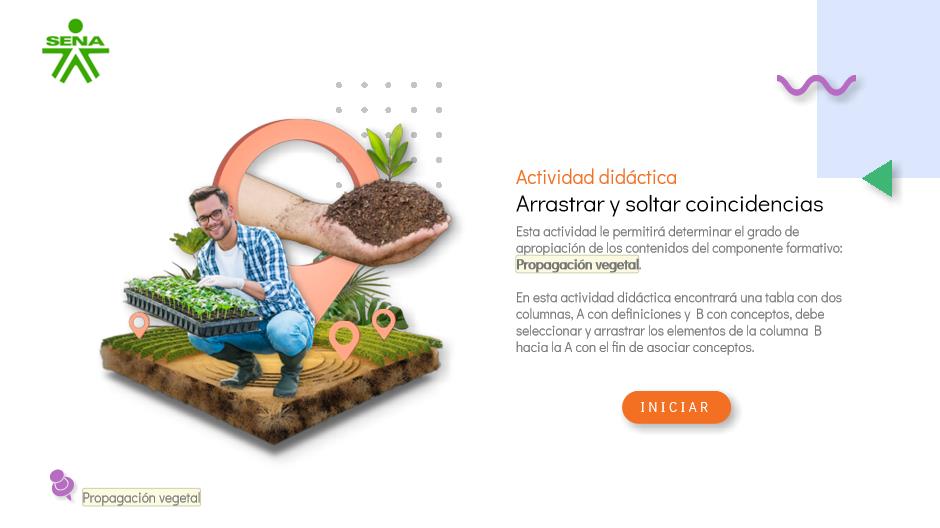 SENA
Actividad didáctica
Arrastrar y soltar coincidencias
Esta actividad le permitirá determinar el grado de
apropiación de los contenidos del componente formativo:
Propagación vegetal.
En esta actividad didáctica encontrará una tabla con dos
columnas, A con definiciones y B con conceptos, debe
seleccionar y arrastrar los elementos de la columna B
hacia la A con el fin de asociar conceptos.
INICIAR
Propagación vegetal